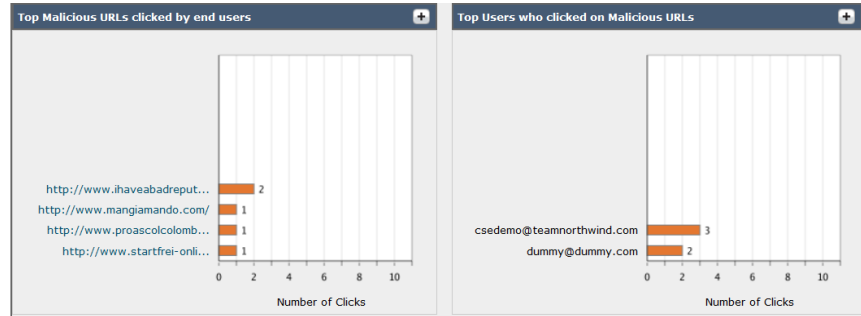 Top Malicious URLs clicked by end users
http://www.ihaveabadreput... 2
http://www.mangiamando.com/ 1
http://www.proascolcolomb... 1
http://www.startfrei-onli... 1
0 2 4 6 8 10
Number of Clicks
Top Users who clicked on Malicious URLs
csedemo@teamnorthwind.com 3
dummy@dummy.com 2
0 2 4 6 8 10
Number of Clicks